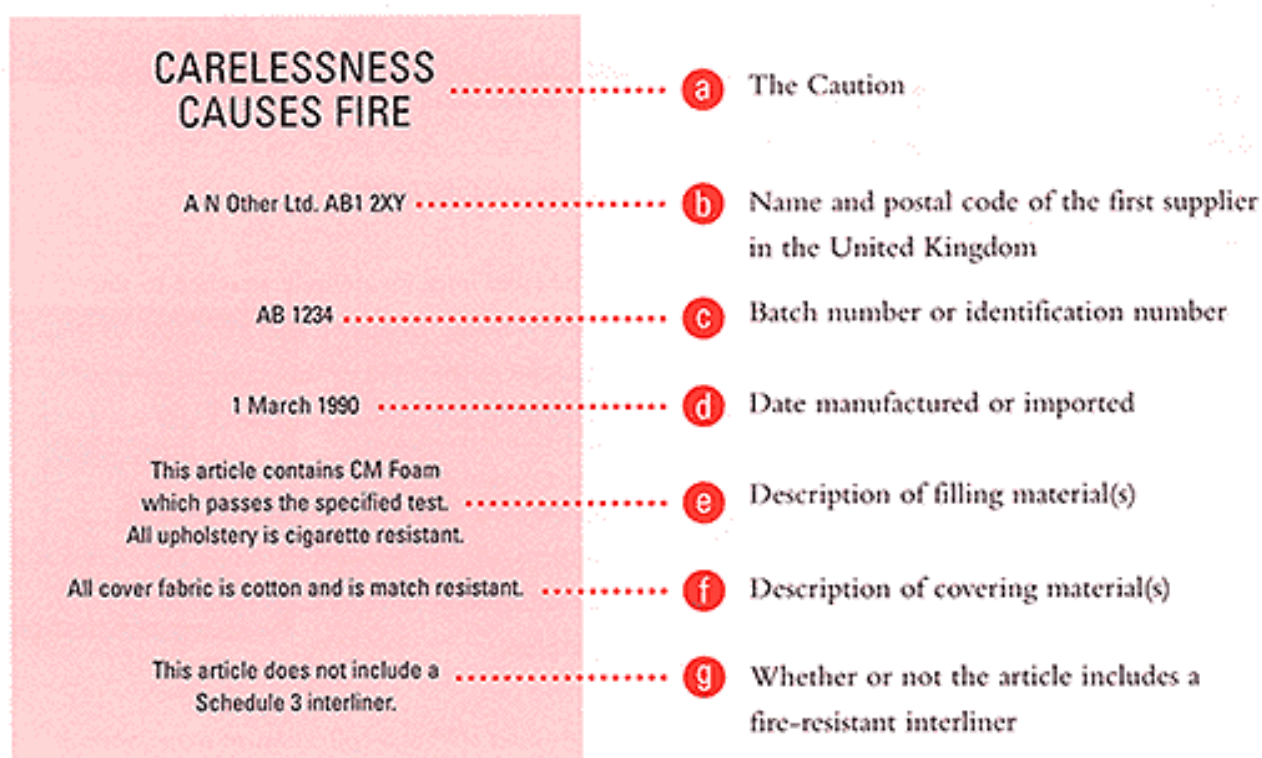 CARELESSNESS
CAUSES FIRE
a The Caution
A N Other Ltd. AB1 2XY
b Name and postal code of the first supplier
in the United Kingdom
AB 1234
c Batch number or identification number
1 March 1990
d Date manufactured or imported
This article contains CM Foam
which passes the specified test.
All upholstery is cigarette resistant.
e Description of filling material(s)
All cover fabric is cotton and is match resistant.
f Description of covering material(s)
This article does not include a
Schedule 3 interliner.
g Whether or not the article includes a
fire-resistant interliner